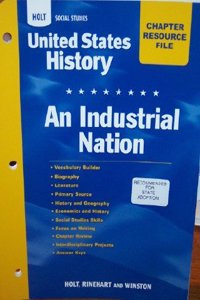 HOLT SOCIAL STUDIES
CHAPTER
RESOURCE
FILE
United States
History
An Industrial
Nation
• Vocabulary Builder
• Biography
• Literature
• Primary Source
• History and Geography
• Economics and History
• Social Studies Skills
• Focus on Writing
• Chapter Review
• Interdisciplinary Projects
• Answer Keys
RECOMMENDED
FOR
STATE
ADOPTION
HOLT, RINEHART AND WINSTON